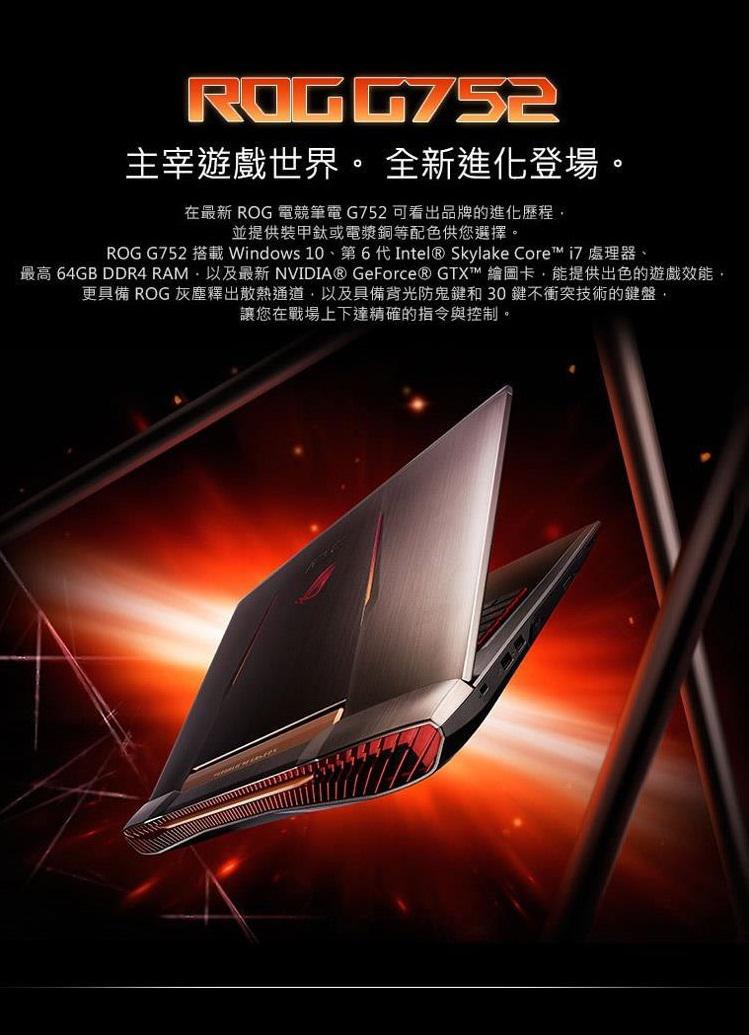 ROG G752
主宰遊戲世界。 全新進化登場。
在最新 ROG 電競筆電 G752 可看出品牌的進化歷程，
並提供裝甲鈦或電漿銅等配色供您選擇。
ROG G752 搭載 Windows 10、第 6 代 Intel® Skylake Core™ i7 處理器、
最高 64GB DDR4 RAM，以及最新 NVIDIA® GeForce® GTX™ 繪圖卡，能提供出色的遊戲效能，
更具備 ROG 灰塵釋出散熱通道，以及具備背光防鬼鍵和 30 鍵不衝突技術的鍵盤，
讓您在戰場上下達精確的指令與控制。